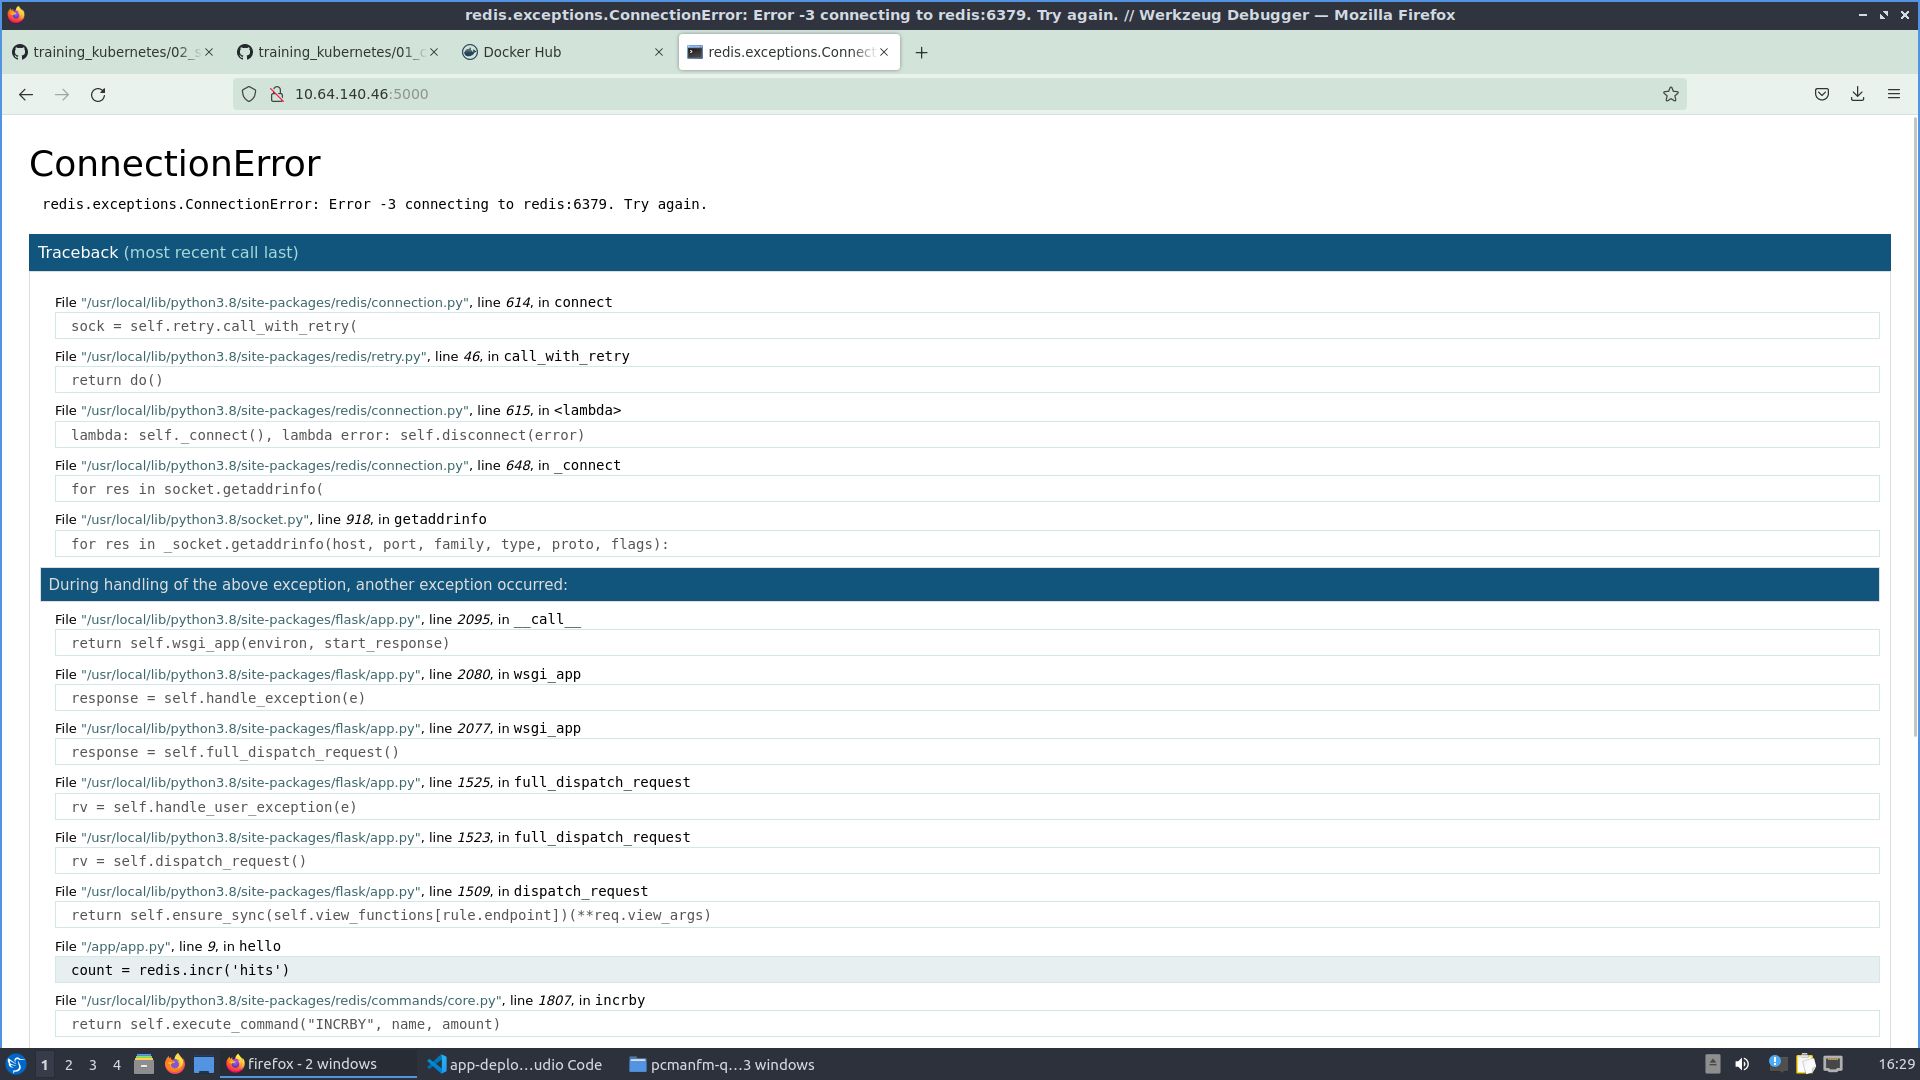 redis.exceptions.ConnectionError: Error -3 connecting to redis:6379. Try again. // Werkzeug Debugger — Mozilla Firefox
training_kubernetes/02_s
training_kubernetes/01_c
Docker Hub
redis.exceptions.Connect
10.64.140.46:5000
ConnectionError
redis.exceptions.ConnectionError: Error -3 connecting to redis:6379. Try again.
Traceback (most recent call last)
File "/usr/local/lib/python3.8/site-packages/redis/connection.py", line 614, in connect
sock = self.retry.call_with_retry(
File "/usr/local/lib/python3.8/site-packages/redis/retry.py", line 46, in call_with_retry
return do()
File "/usr/local/lib/python3.8/site-packages/redis/connection.py", line 615, in <lambda>
lambda: self._connect(), lambda error: self.disconnect(error)
File "/usr/local/lib/python3.8/site-packages/redis/connection.py", line 648, in _connect
for res in socket.getaddrinfo(
File "/usr/local/lib/python3.8/socket.py", line 918, in getaddrinfo
for res in _socket.getaddrinfo(host, port, family, type, proto, flags):
During handling of the above exception, another exception occurred:
File "/usr/local/lib/python3.8/site-packages/flask/app.py", line 2095, in __call__
return self.wsgi_app(environ, start_response)
File "/usr/local/lib/python3.8/site-packages/flask/app.py", line 2080, in wsgi_app
response = self.handle_exception(e)
File "/usr/local/lib/python3.8/site-packages/flask/app.py", line 2077, in wsgi_app
response = self.full_dispatch_request()
File "/usr/local/lib/python3.8/site-packages/flask/app.py", line 1525, in full_dispatch_request
rv = self.handle_user_exception(e)
File "/usr/local/lib/python3.8/site-packages/flask/app.py", line 1523, in full_dispatch_request
rv = self.dispatch_request()
File "/usr/local/lib/python3.8/site-packages/flask/app.py", line 1509, in dispatch_request
return self.ensure_sync(self.view_functions[rule.endpoint])(**req.view_args)
File "/app/app.py", line 9, in hello
count = redis.incr('hits')
File "/usr/local/lib/python3.8/site-packages/redis/commands/core.py", line 1807, in incrby
return self.execute_command("INCRBY", name, amount)
1 2 3 4 firefox - 2 windows app-deplo...udio Code pcmanfm-q...3 windows 16:29